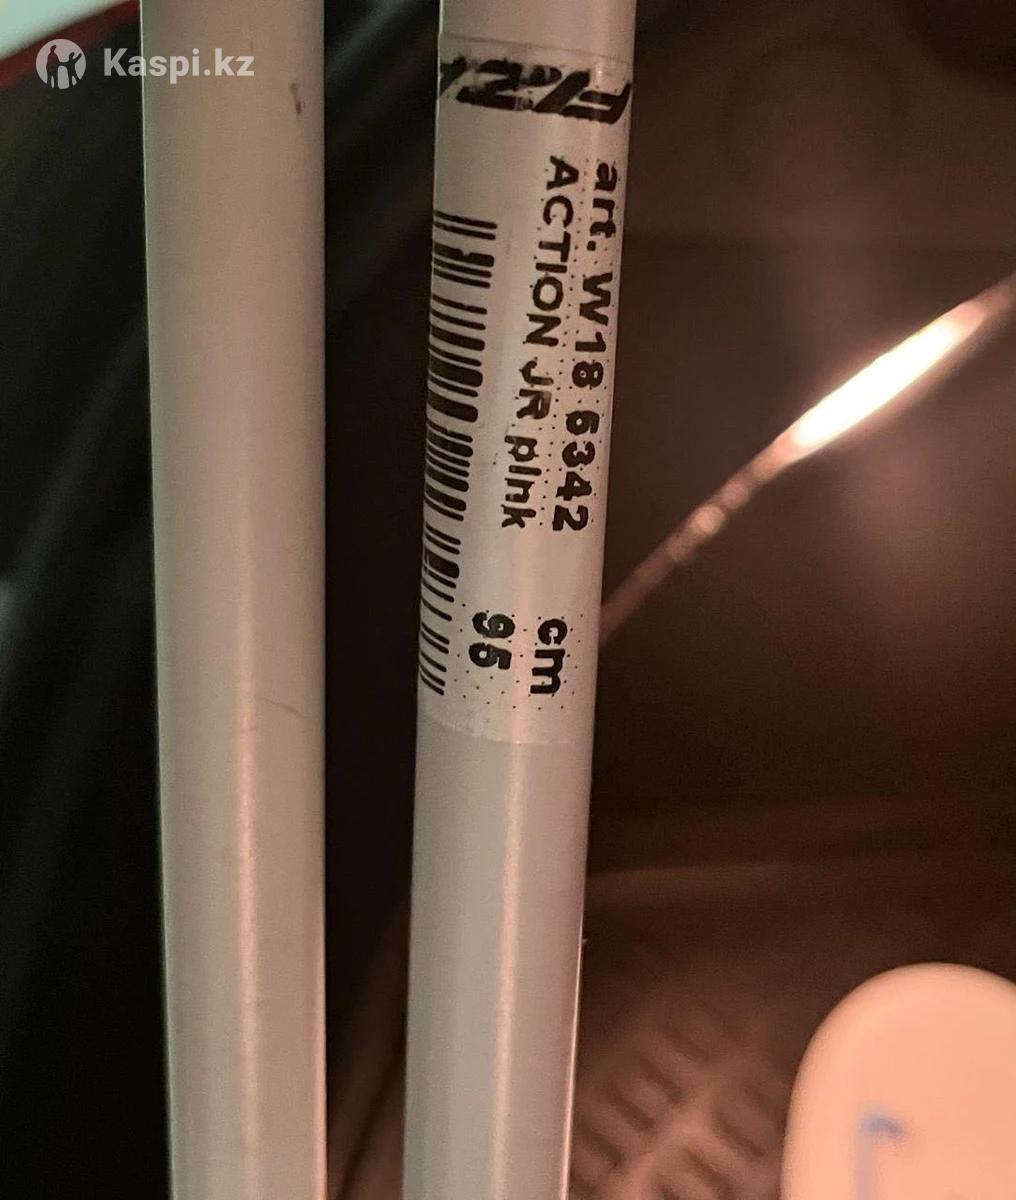 Kaspi.kz
art. W18 6342
ACTION JR pink
cm
95